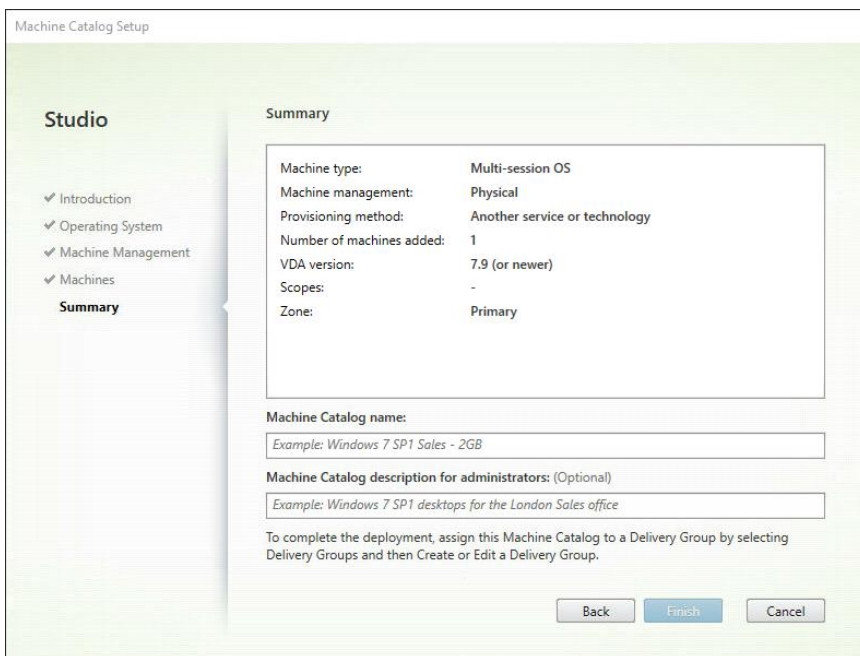 Machine Catalog Setup
Studio
Introduction
Operating System
Machine Management
Machines
Summary
Summary
Machine type: Multi-session OS
Machine management: Physical
Provisioning method: Another service or technology
Number of machines added: 1
VDA version: 7.9 (or newer)
Scopes: -
Zone: Primary
Machine Catalog name:
Example: Windows 7 SP1 Sales - 2GB
Machine Catalog description for administrators: (Optional)
Example: Windows 7 SP1 desktops for the London Sales office
To complete the deployment, assign this Machine Catalog to a Delivery Group by selecting
Delivery Groups and then Create or Edit a Delivery Group.
Back Finish Cancel